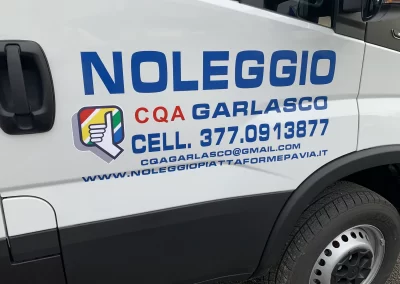 NOLEGGIO
CQA GARLASCO
CELL. 377.0913877
CQAGARLASCO@GMAIL.COM
WWW.NOLEGGIOPIATTAFORMEPAVIA.IT